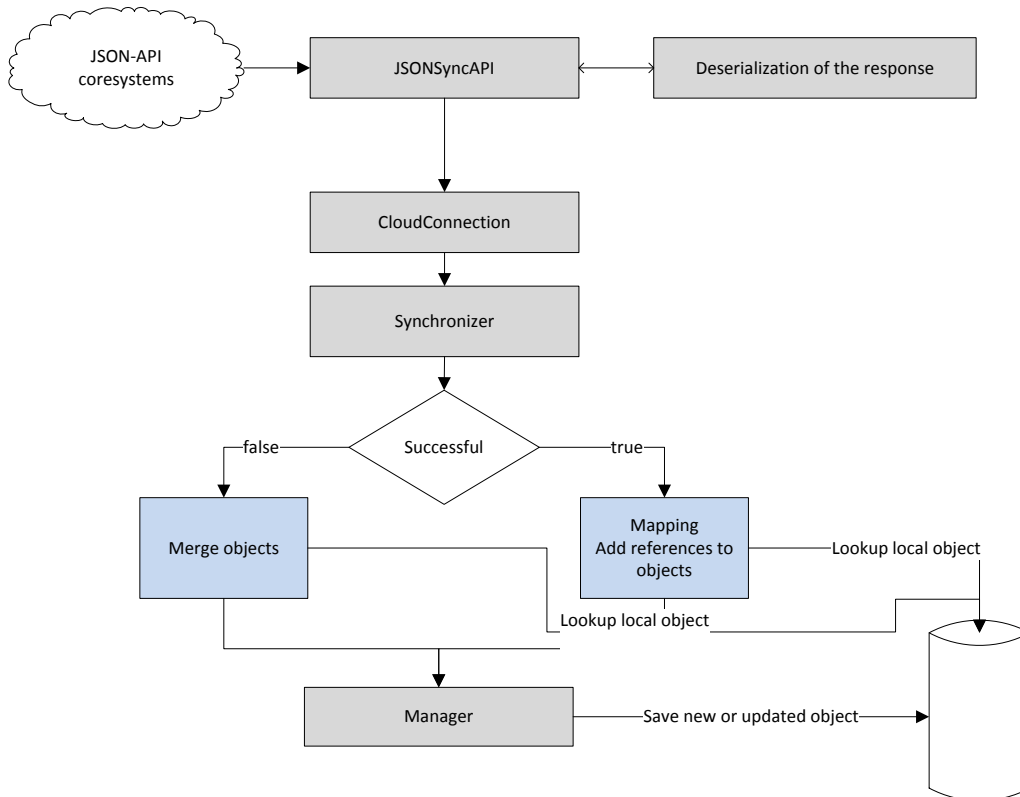 JSON-API
coresystems
JSONSyncAPI
Deserialization of the response
CloudConnection
Synchronizer
Successful
false
true
Merge objects
Mapping
Add references to
objects
Lookup local object
Lookup local object
Manager
Save new or updated object